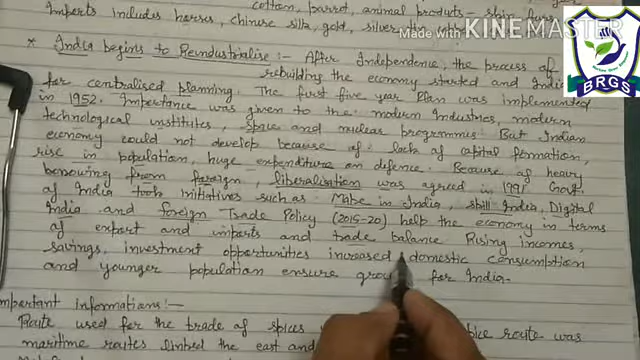 cotton, parrot, animal products - skin,
Imports includes horses, chinese silk, gold, silver
Made with KINEMASTER
BRGS
* India begins to Reindustrialise :- After Independence, the process of
rebuilding the economy started and India
for centralised planning. The first five year Plan was implemented
in 1952. Importance was given to the modern Industries, modern
technological institutes, space and nuclear programmes. But Indian
economy could not develop because of lack of capital formation,
rise in population, huge expenditure on defence. Because of heavy
borrowing from foreign, liberalisation was agreed in 1991 Govt.
of India took initiatives such as Make in India, skill India, Digital
India and foreign Trade Policy (2015-20) help the economy in terms
of export and imports and trade balance Rising incomes,
savings, investment opportunities increased domestic consumption
and younger population ensure for India.
Important informations :-
Route used for the trade of spices route was
maritime routes linked the east and